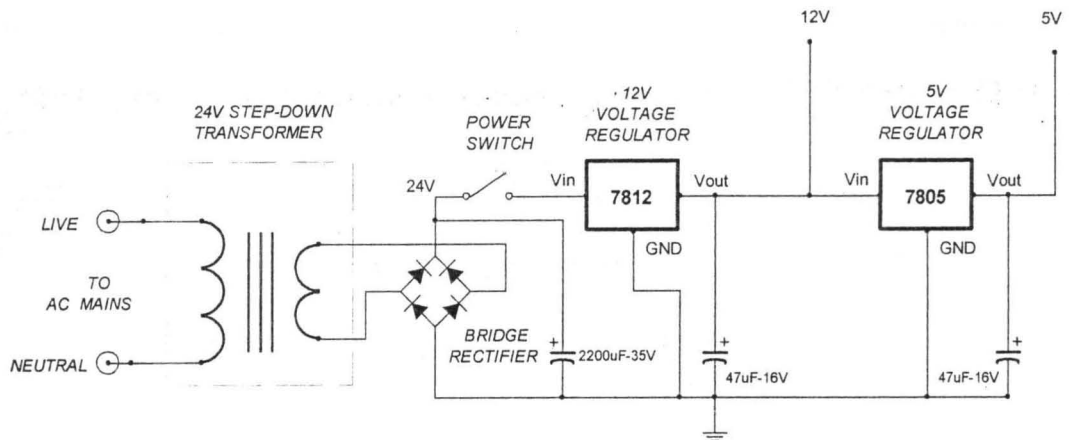 12V
5V
24V STEP-DOWN
TRANSFORMER
POWER
SWITCH
12V
VOLTAGE
REGULATOR
5V
VOLTAGE
REGULATOR
24V
Vin
7812
Vout
Vin
7805
Vout
GND
GND
LIVE
TO
AC MAINS
NEUTRAL
BRIDGE
RECTIFIER
+
2200uF-35V
+
47uF-16V
+
47uF-16V